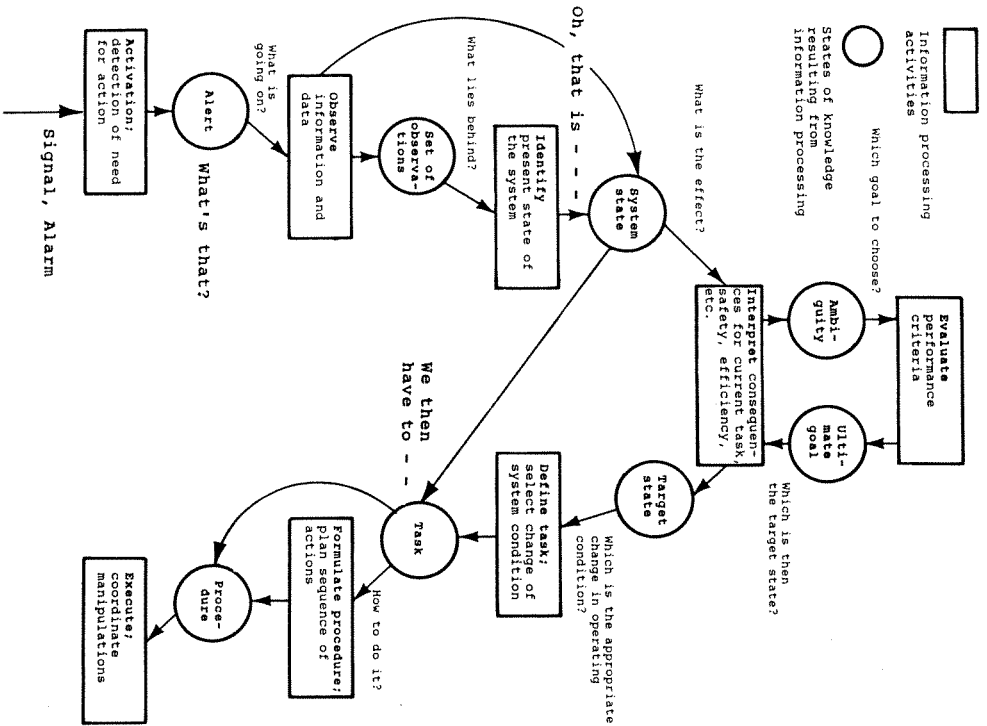 Information processing
activities
States of knowledge
resulting from
information processing
Which goal to choose?
Evaluate
performance
criteria
Ambi-
guity
Ulti-
mate
goal
What is the effect?
Interpret consequen-
ces for current task,
safety, efficiency,
etc.
Which is then
the target state?
Oh, that is - - -
System
state
Target
state
What lies behind?
Identify
present state of
the system
Which is the appropriate
change in operating
condition?
Define task;
select change of
system condition
Set of
observa-
tions
We then
have to - -
Task
What is
going on?
Observe
information and
data
How to do it?
Formulate procedure;
plan sequence of
actions
Alert
What's that?
Proce-
dure
Activation;
detection of need
for action
Execute;
coordinate
manipulations
Signal, Alarm